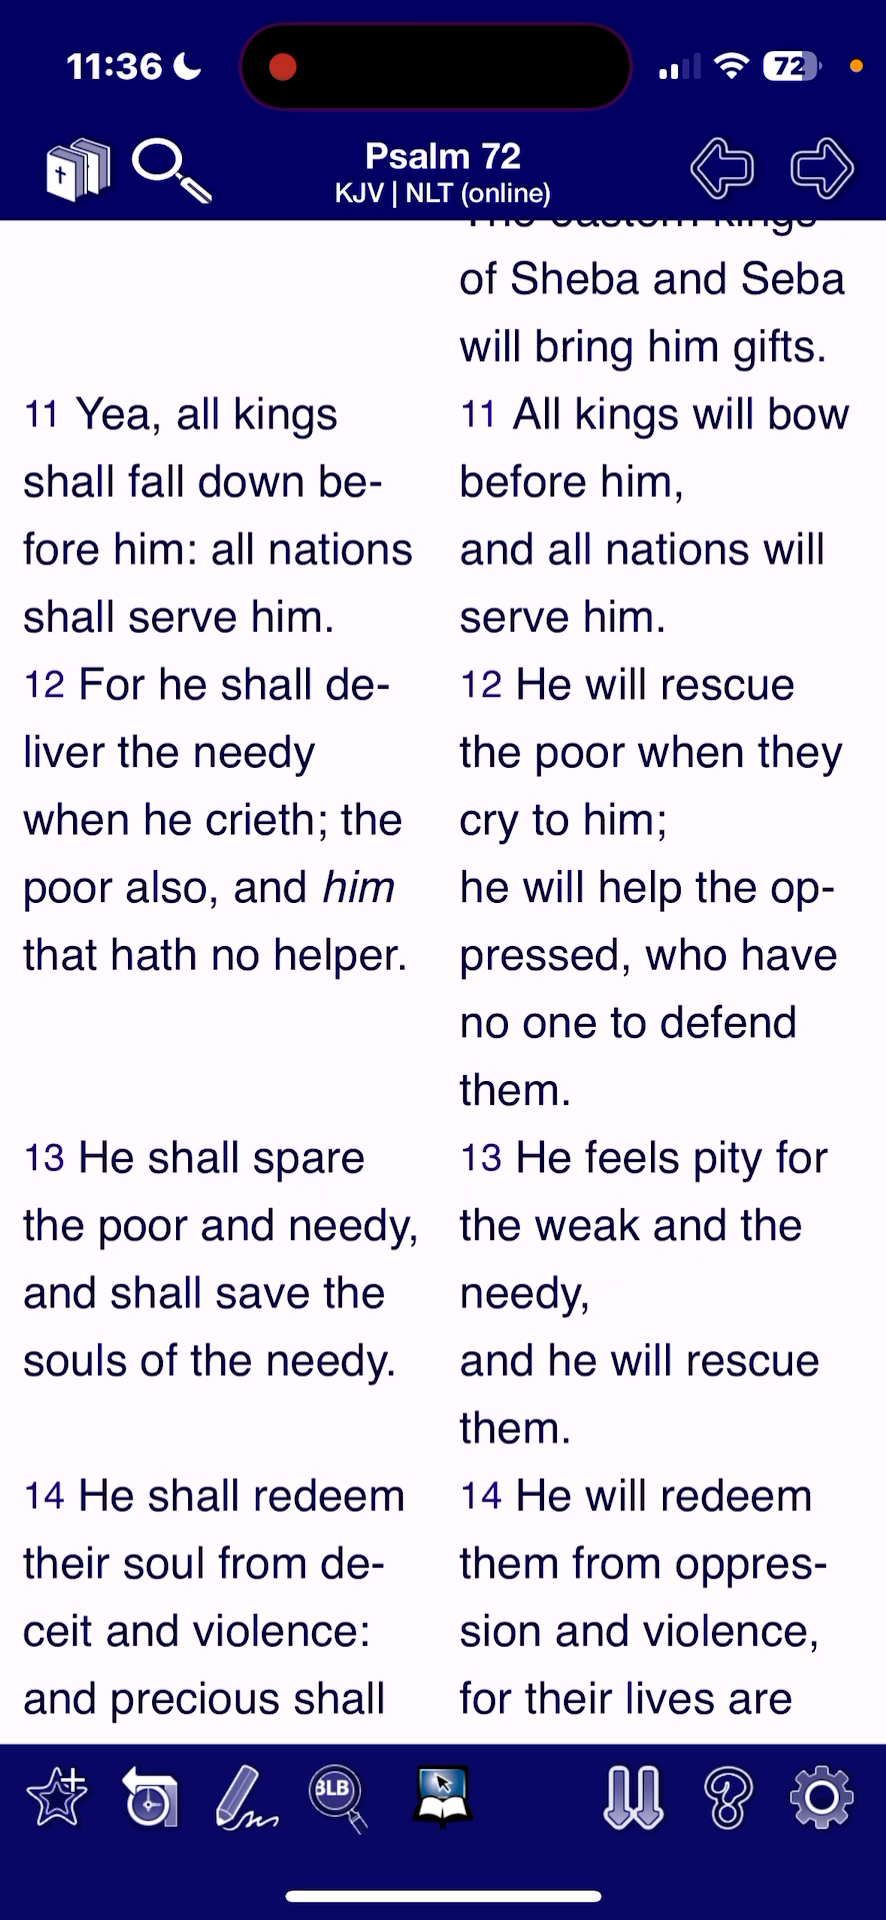 11:36
72
Psalm 72
KJV | NLT (online)
The eastern kings
of Sheba and Seba
will bring him gifts.
11 Yea, all kings
shall fall down be-
fore him: all nations
shall serve him.
12 For he shall de-
liver the needy
when he crieth; the
poor also, and him
that hath no helper.
13 He shall spare
the poor and needy,
and shall save the
souls of the needy.
14 He shall redeem
their soul from de-
ceit and violence:
and precious shall
11 All kings will bow
before him,
and all nations will
serve him.
12 He will rescue
the poor when they
cry to him;
he will help the op-
pressed, who have
no one to defend
them.
13 He feels pity for
the weak and the
needy,
and he will rescue
them.
14 He will redeem
them from oppres-
sion and violence,
for their lives are
BLB